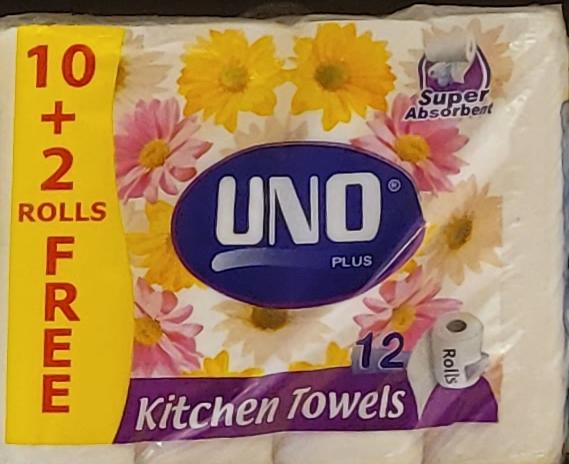 10
+
2
ROLLS
FREE
Super
Absorbent
UNO®
PLUS
12
Rolls
Kitchen Towels